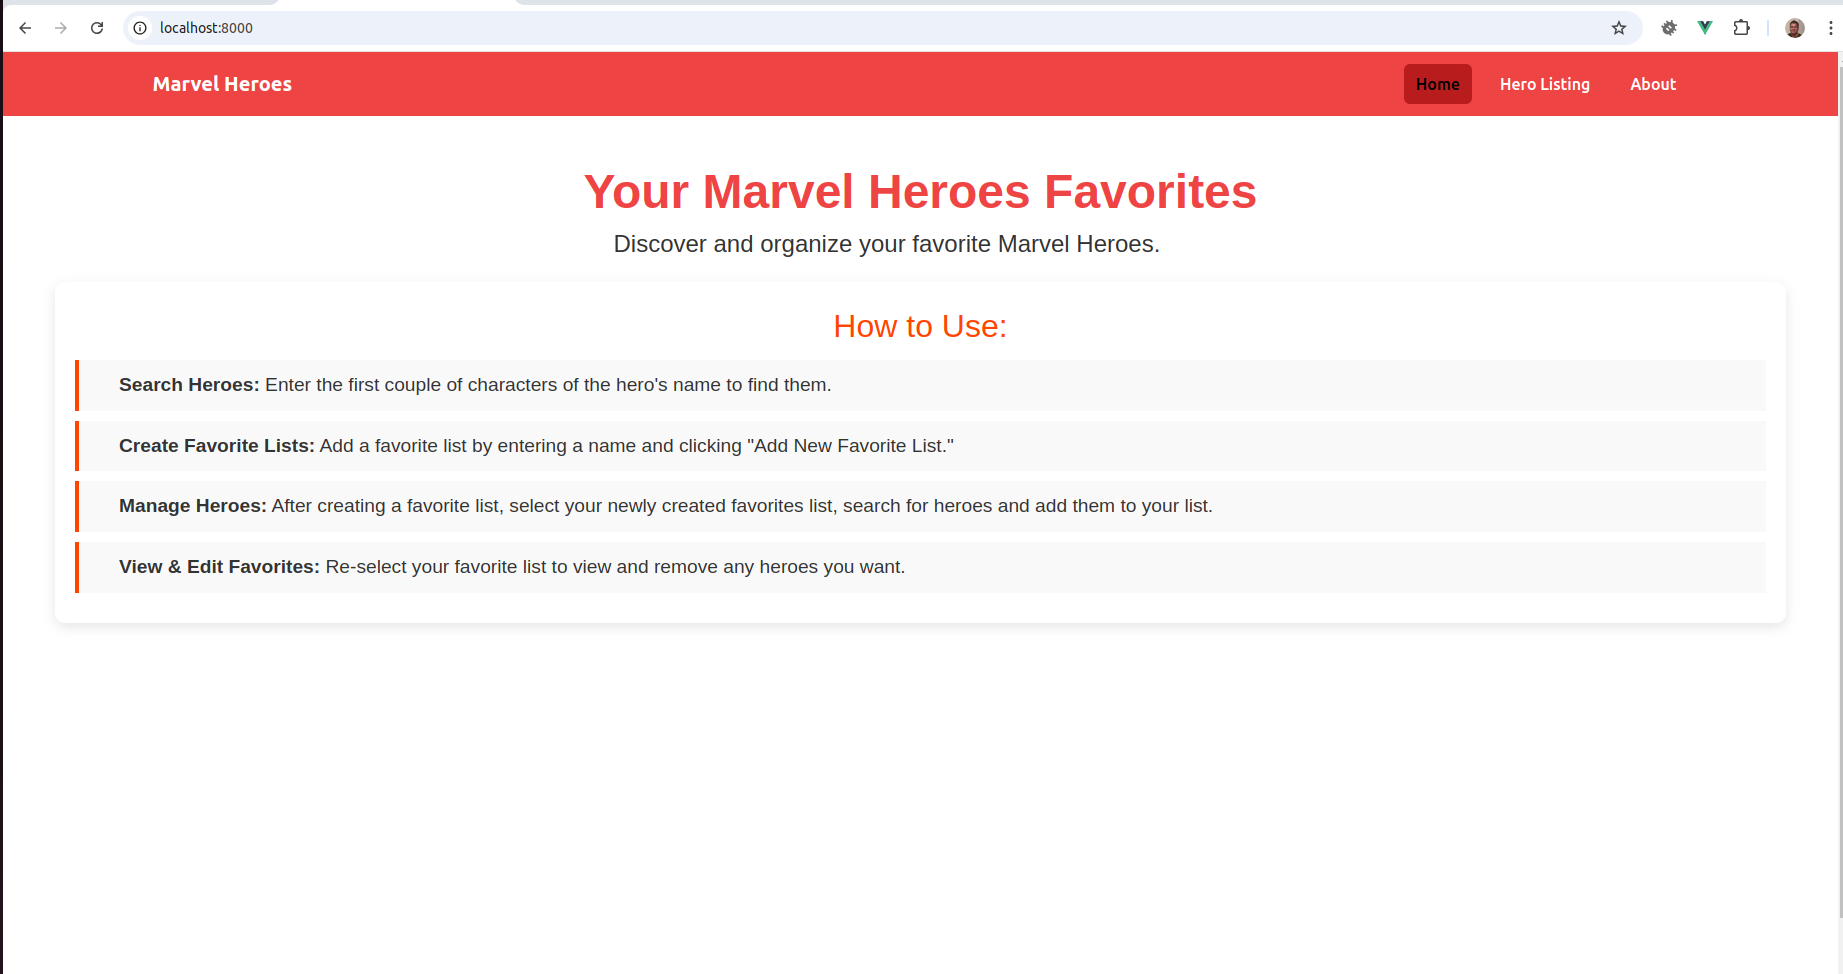 localhost:8000
Marvel Heroes
Home
Hero Listing
About
Your Marvel Heroes Favorites
Discover and organize your favorite Marvel Heroes.
How to Use:
Search Heroes: Enter the first couple of characters of the hero's name to find them.
Create Favorite Lists: Add a favorite list by entering a name and clicking "Add New Favorite List."
Manage Heroes: After creating a favorite list, select your newly created favorites list, search for heroes and add them to your list.
View & Edit Favorites: Re-select your favorite list to view and remove any heroes you want.